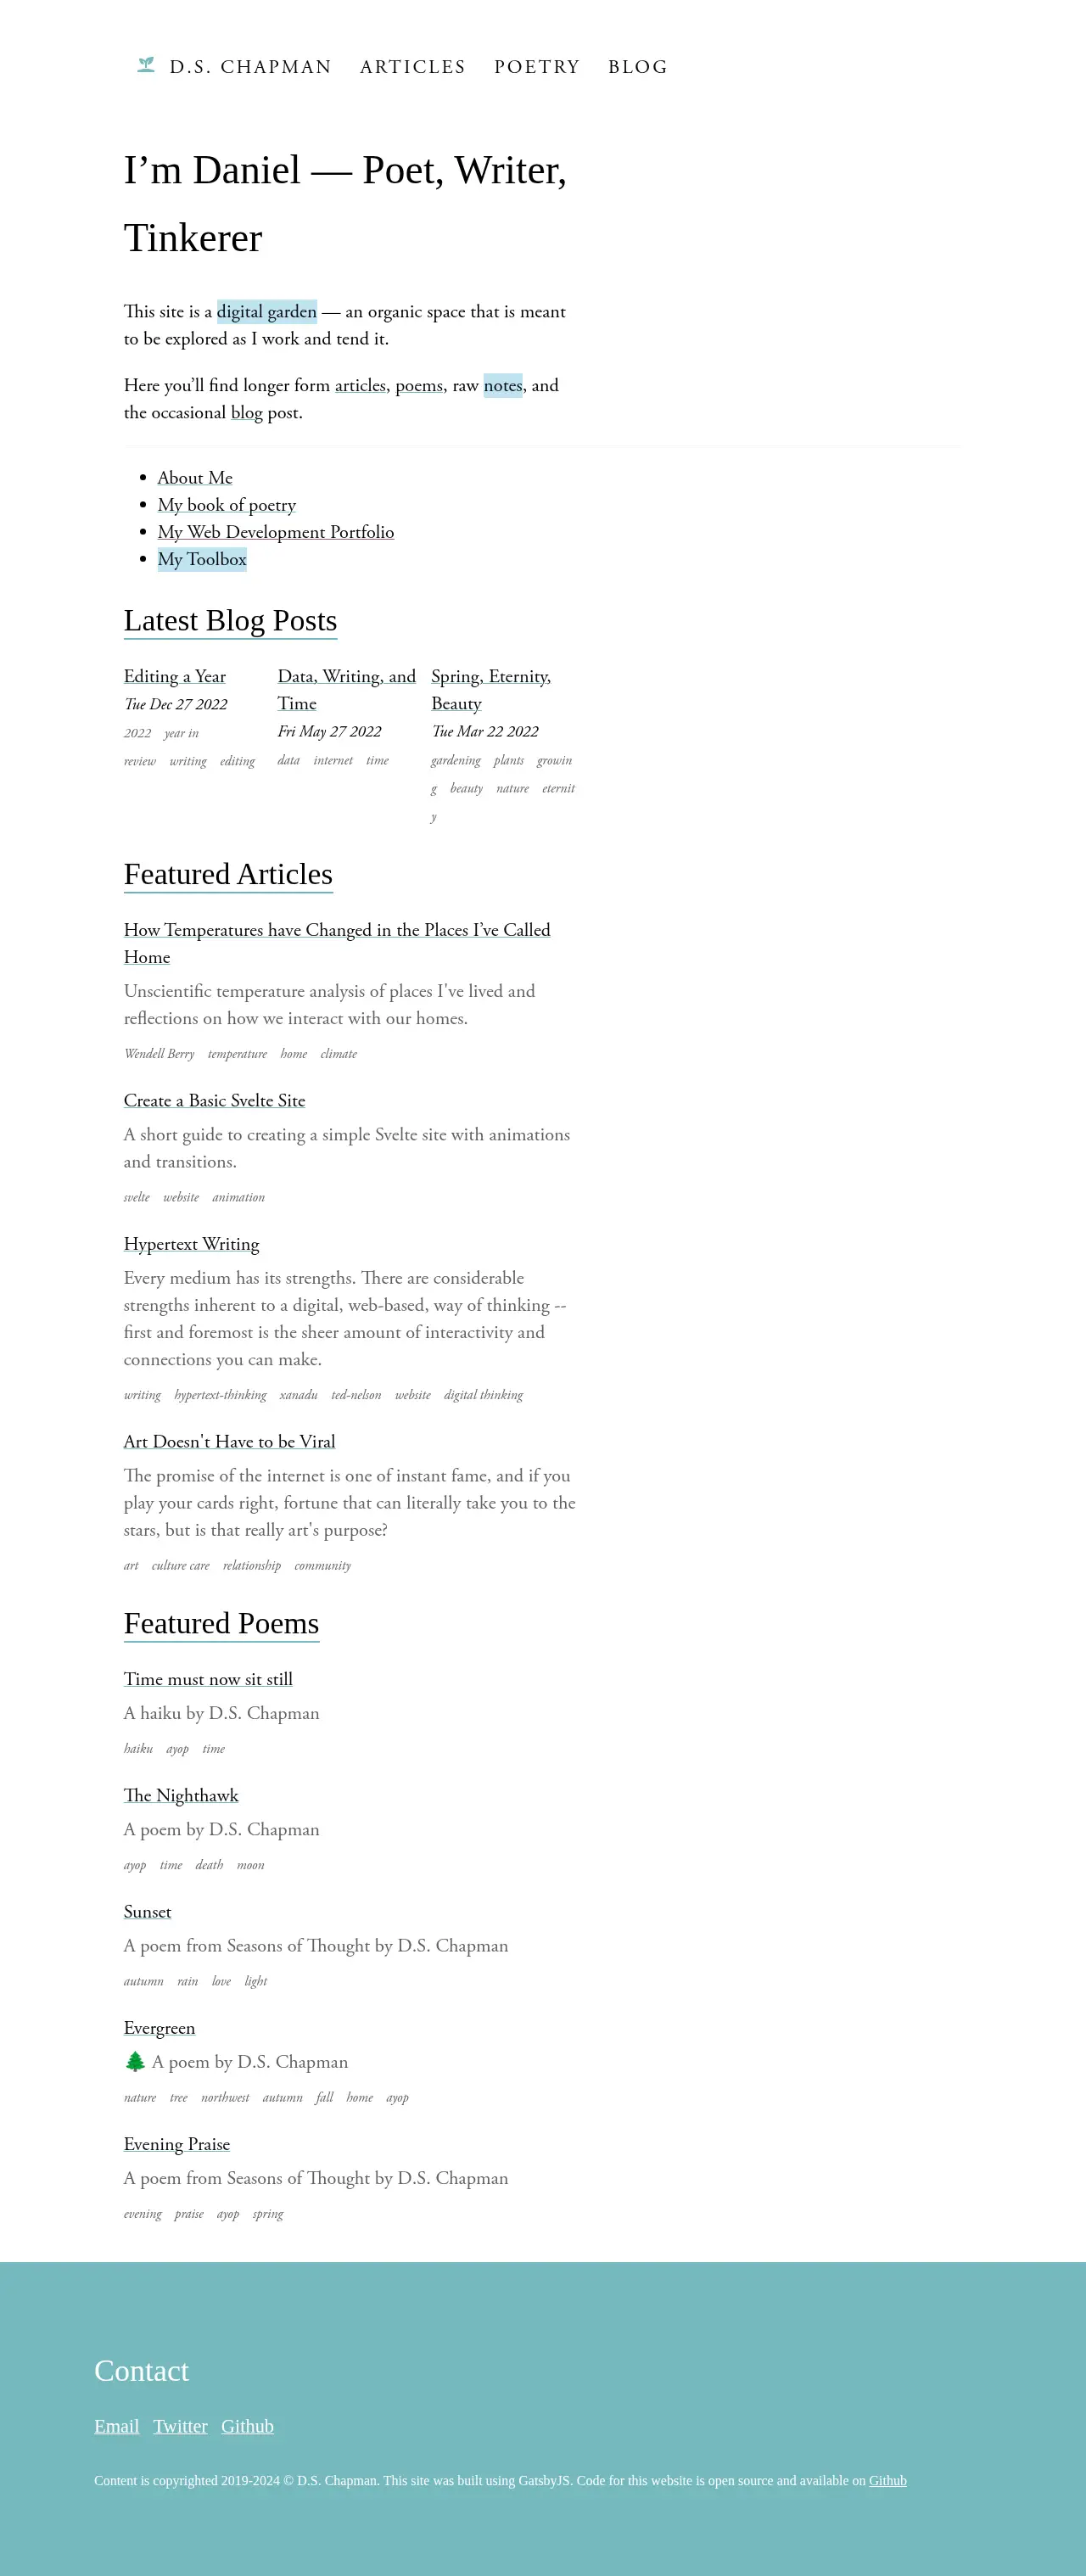 D.S. CHAPMAN ARTICLES POETRY BLOG
I’m Daniel — Poet, Writer,
Tinkerer
This site is a digital garden — an organic space that is meant
to be explored as I work and tend it.
Here you’ll find longer form articles, poems, raw notes, and
the occasional blog post.
About Me
My book of poetry
My Web Development Portfolio
My Toolbox
Latest Blog Posts
Editing a Year
Tue Dec 27 2022
2022 year in
review writing editing
Data, Writing, and
Time
Fri May 27 2022
data internet time
Spring, Eternity,
Beauty
Tue Mar 22 2022
gardening plants growin
g beauty nature eternit
y
Featured Articles
How Temperatures have Changed in the Places I’ve Called
Home
Unscientific temperature analysis of places I've lived and
reflections on how we interact with our homes.
Wendell Berry temperature home climate
Create a Basic Svelte Site
A short guide to creating a simple Svelte site with animations
and transitions.
svelte website animation
Hypertext Writing
Every medium has its strengths. There are considerable
strengths inherent to a digital, web-based, way of thinking --
first and foremost is the sheer amount of interactivity and
connections you can make.
writing hypertext-thinking xanadu ted-nelson website digital thinking
Art Doesn't Have to be Viral
The promise of the internet is one of instant fame, and if you
play your cards right, fortune that can literally take you to the
stars, but is that really art's purpose?
art culture care relationship community
Featured Poems
Time must now sit still
A haiku by D.S. Chapman
haiku ayop time
The Nighthawk
A poem by D.S. Chapman
ayop time death moon
Sunset
A poem from Seasons of Thought by D.S. Chapman
autumn rain love light
Evergreen
🌲 A poem by D.S. Chapman
nature tree northwest autumn fall home ayop
Evening Praise
A poem from Seasons of Thought by D.S. Chapman
evening praise ayop spring
Contact
Email Twitter Github
Content is copyrighted 2019-2024 © D.S. Chapman. This site was built using GatsbyJS. Code for this website is open source and available on Github